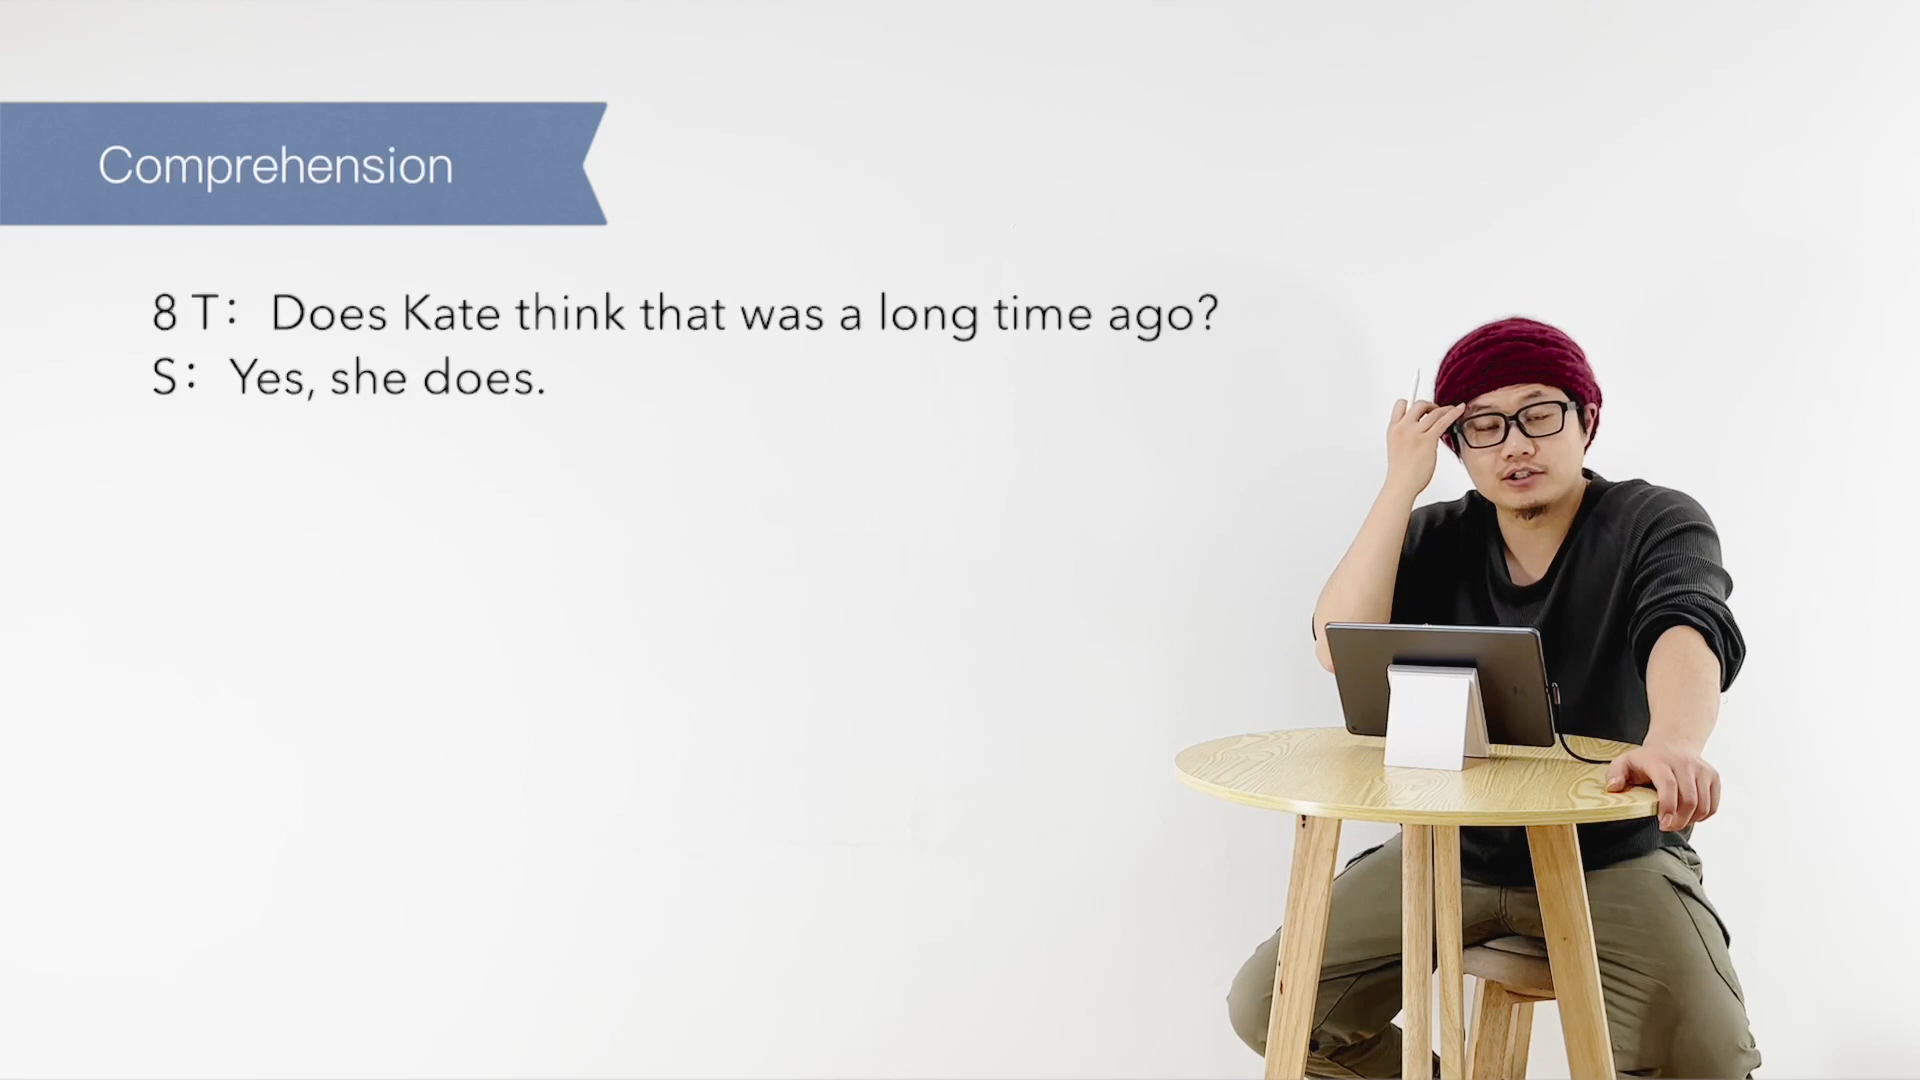 Comprehension
8 T： Does Kate think that was a long time ago?
S： Yes, she does.